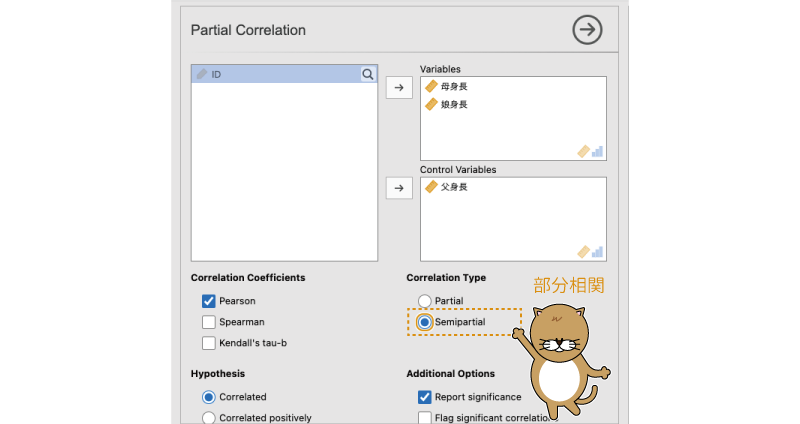 Partial Correlation
ID
Variables
母身長
娘身長
Control Variables
父身長
Correlation Coefficients
Pearson
Spearman
Kendall's tau-b
Correlation Type
Partial
Semipartial
部分相関
Hypothesis
Correlated
Correlated positively
Additional Options
Report significance
Flag significant correlation